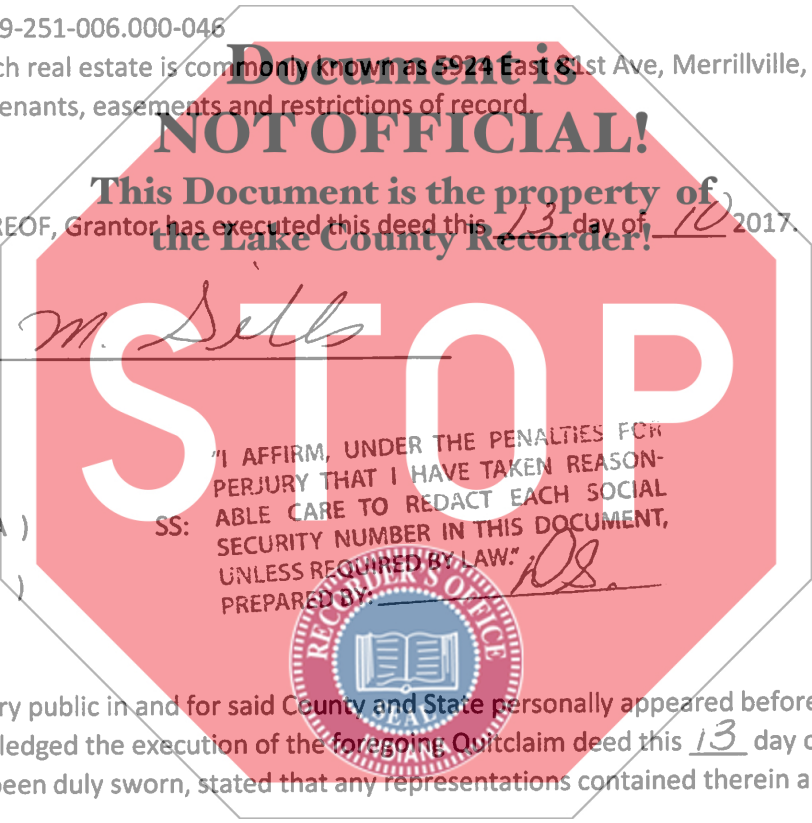 9-251-006.000-046
ch real estate is commonly known as 5924 East 81st Ave, Merrillville,
enants, easements and restrictions of record.
Document is
NOT OFFICIAL!
This Document is the property of
the Lake County Recorder!
REOF, Grantor has executed this deed this 13 day of 10 2017.
M. Sills
STOP
"I AFFIRM, UNDER THE PENALTIES FOR
PERJURY THAT I HAVE TAKEN REASON-
ABLE CARE TO REDACT EACH SOCIAL
SECURITY NUMBER IN THIS DOCUMENT,
UNLESS REQUIRED BY LAW."
PREPARED BY: DS.
A ) SS:
)
RECORDER'S OFFICE
SEAL
INDIANA
ry public in and for said County and State personally appeared before
ledged the execution of the foregoing Quitclaim deed this 13 day o
been duly sworn, stated that any representations contained therein a